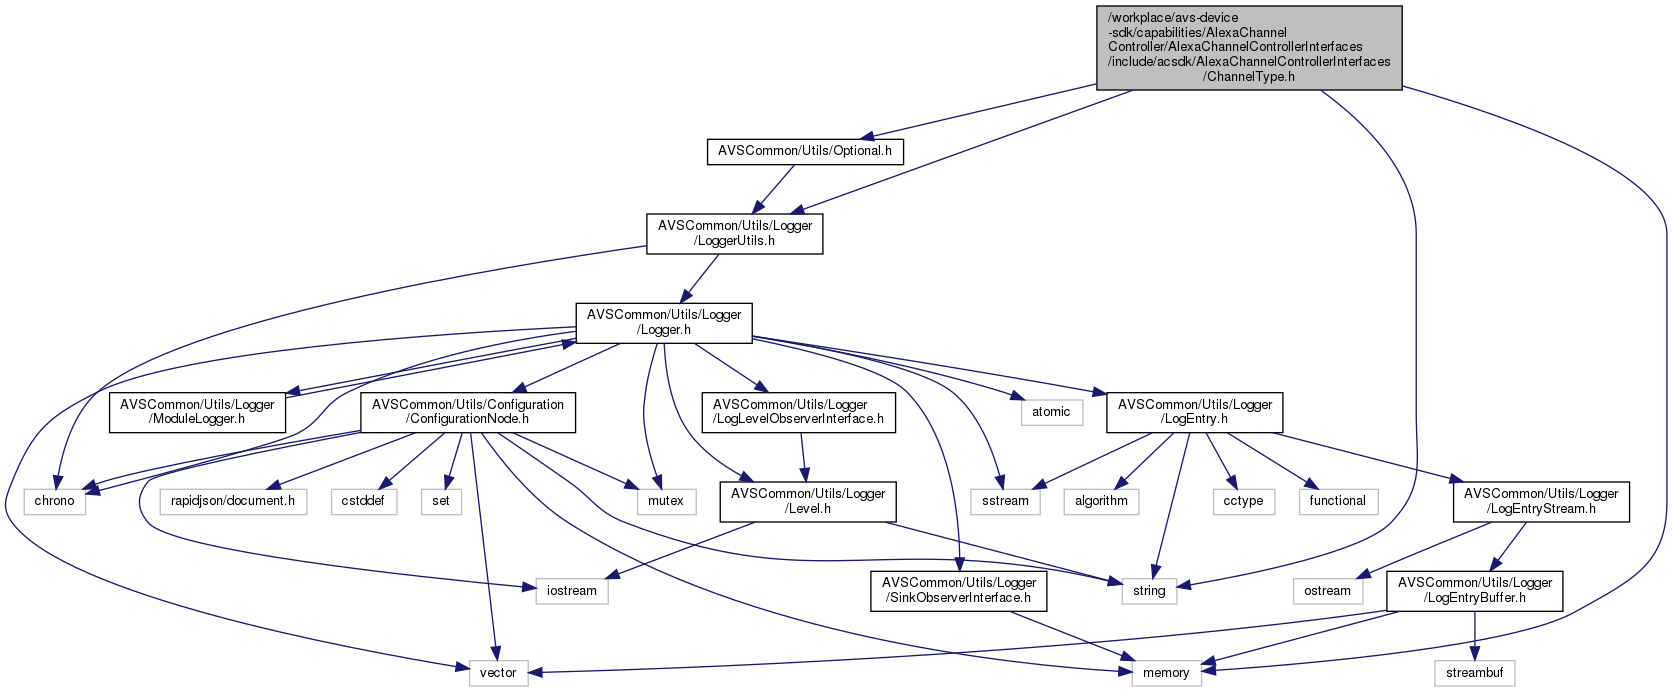 /workplace/avs-device
-sdk/capabilities/AlexaChannel
Controller/AlexaChannelControllerInterfaces
/include/acsdk/AlexaChannelControllerInterfaces
/ChannelType.h
AVSCommon/Utils/Optional.h
AVSCommon/Utils/Logger
/LoggerUtils.h
AVSCommon/Utils/Logger
/Logger.h
AVSCommon/Utils/Logger
/ModuleLogger.h
AVSCommon/Utils/Configuration
/ConfigurationNode.h
AVSCommon/Utils/Logger
/LogLevelObserverInterface.h
atomic
AVSCommon/Utils/Logger
/LogEntry.h
chrono
rapidjson/document.h
cstddef
set
mutex
AVSCommon/Utils/Logger
/Level.h
sstream
algorithm
cctype
functional
AVSCommon/Utils/Logger
/LogEntryStream.h
iostream
AVSCommon/Utils/Logger
/SinkObserverInterface.h
string
ostream
AVSCommon/Utils/Logger
/LogEntryBuffer.h
vector
memory
streambuf